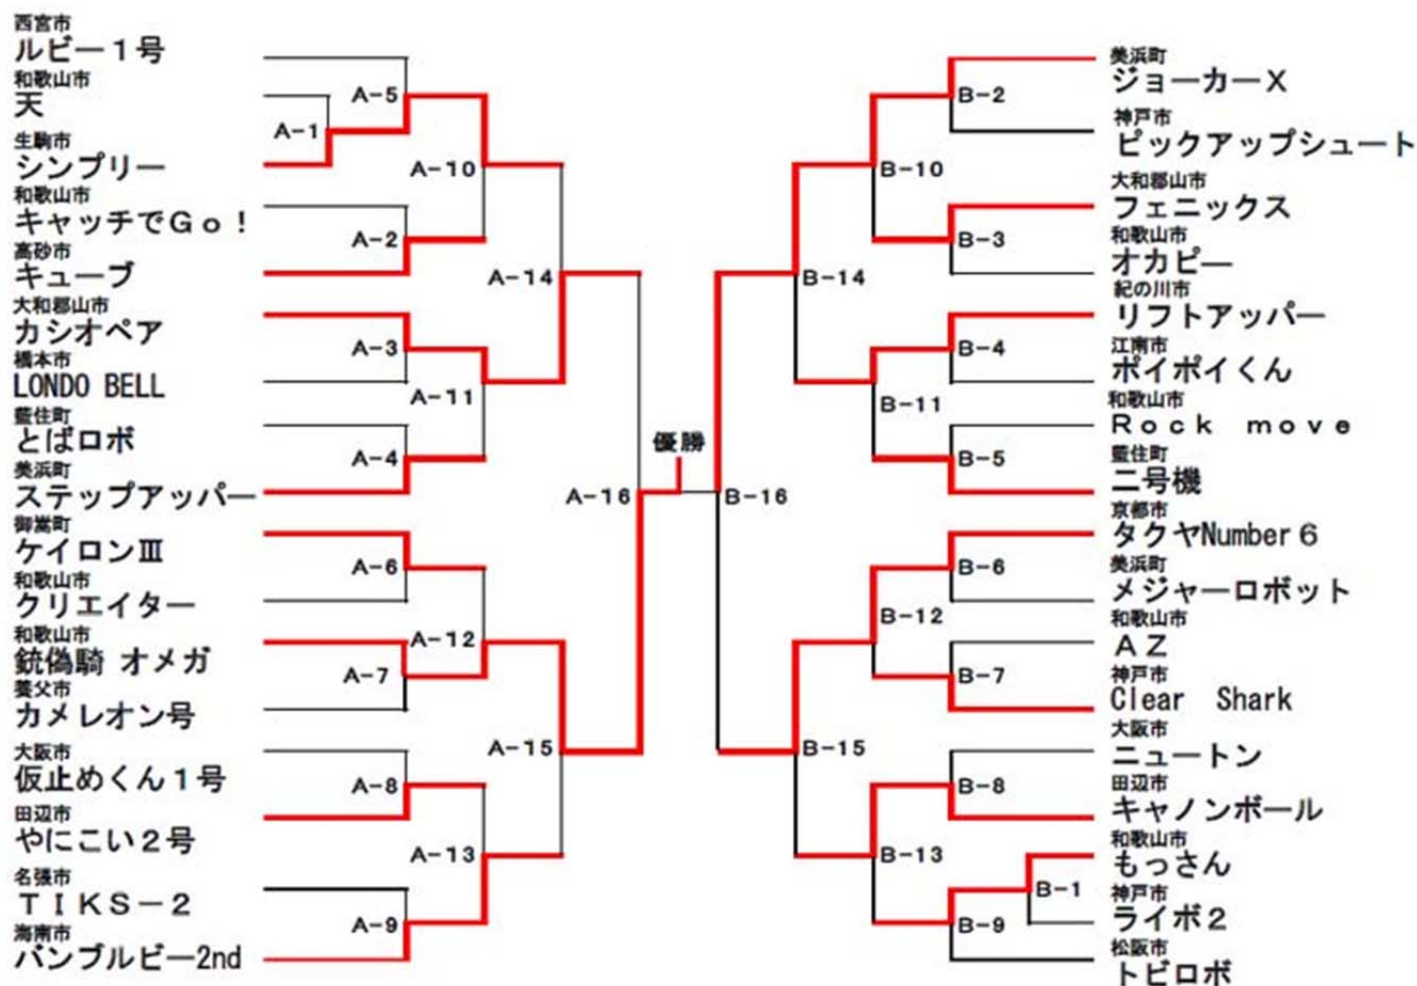 西宮市
ルビー１号
和歌山市
天
生駒市
シンプリー
和歌山市
キャッチでＧｏ！
高砂市
キューブ
大和郡山市
カシオペア
橋本市
LONDO BELL
藍住町
とばロボ
美浜町
ステップアッパー
御嵩町
ケイロンⅢ
和歌山市
クリエイター
和歌山市
銃偽騎 オメガ
養父市
カメレオン号
大阪市
仮止めくん１号
田辺市
やにこい２号
名張市
ＴＩＫＳ－２
海南市
バンブルビー2nd
A-5
A-1
A-10
A-2
A-14
A-3
A-11
A-4
A-16
A-6
A-12
A-7
A-15
A-8
A-13
A-9
優勝
B-2
B-10
B-3
B-14
B-4
B-11
B-5
B-16
B-6
B-12
B-7
B-15
B-8
B-13
B-1
B-9
美浜町
ジョーカーＸ
神戸市
ピックアップシュート
大和郡山市
フェニックス
和歌山市
オカピー
紀の川市
リフトアッパー
江南市
ポイポイくん
和歌山市
Ｒｏｃｋ　ｍｏｖｅ
藍住町
二号機
京都市
タクヤNumber６
美浜町
メジャーロボット
和歌山市
ＡＺ
神戸市
Clear　Shark
大阪市
ニュートン
田辺市
キャノンボール
和歌山市
もっさん
神戸市
ライボ２
松阪市
トビロボ